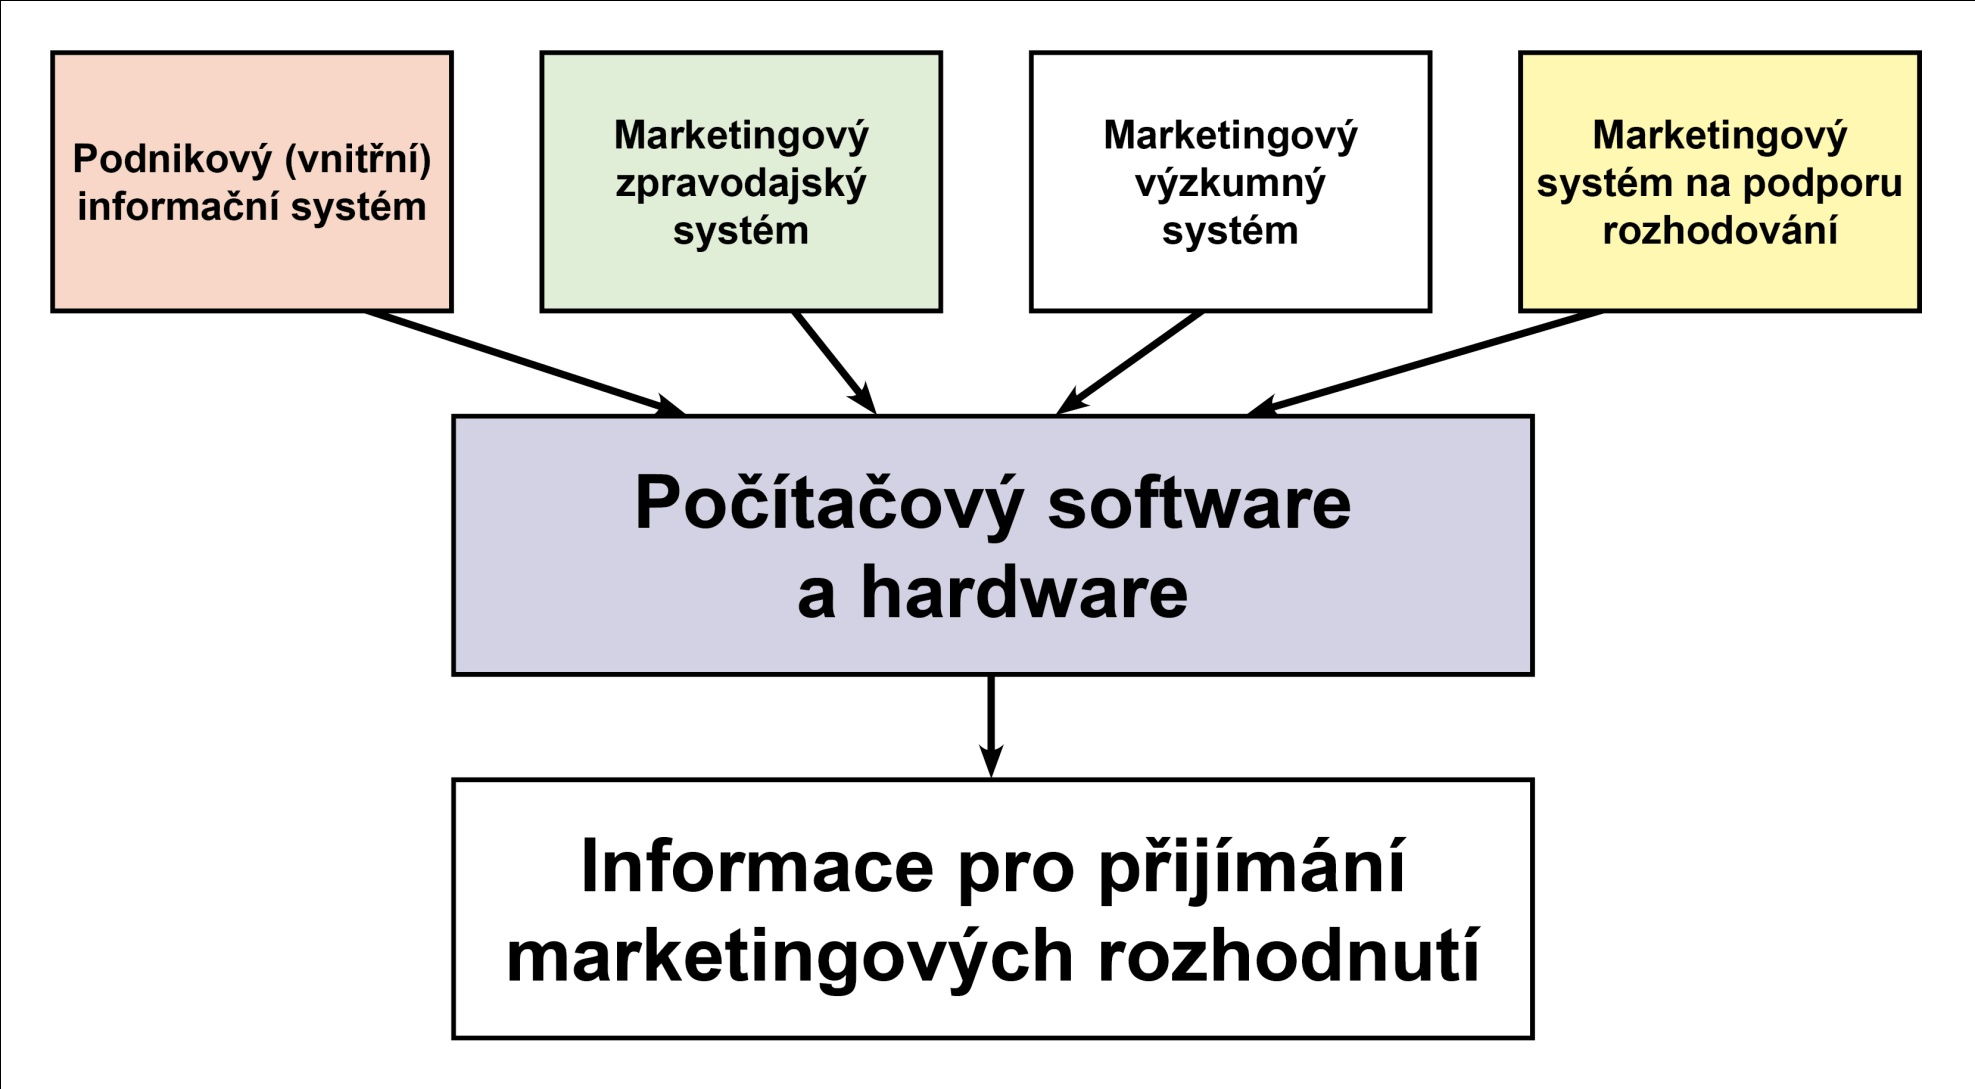 Podnikový (vnitřní)
informační systém
Marketingový
zpravodajský
systém
Marketingový
výzkumný
systém
Marketingový
systém na podporu
rozhodování
Počítačový software
a hardware
Informace pro přijímání
marketingových rozhodnutí